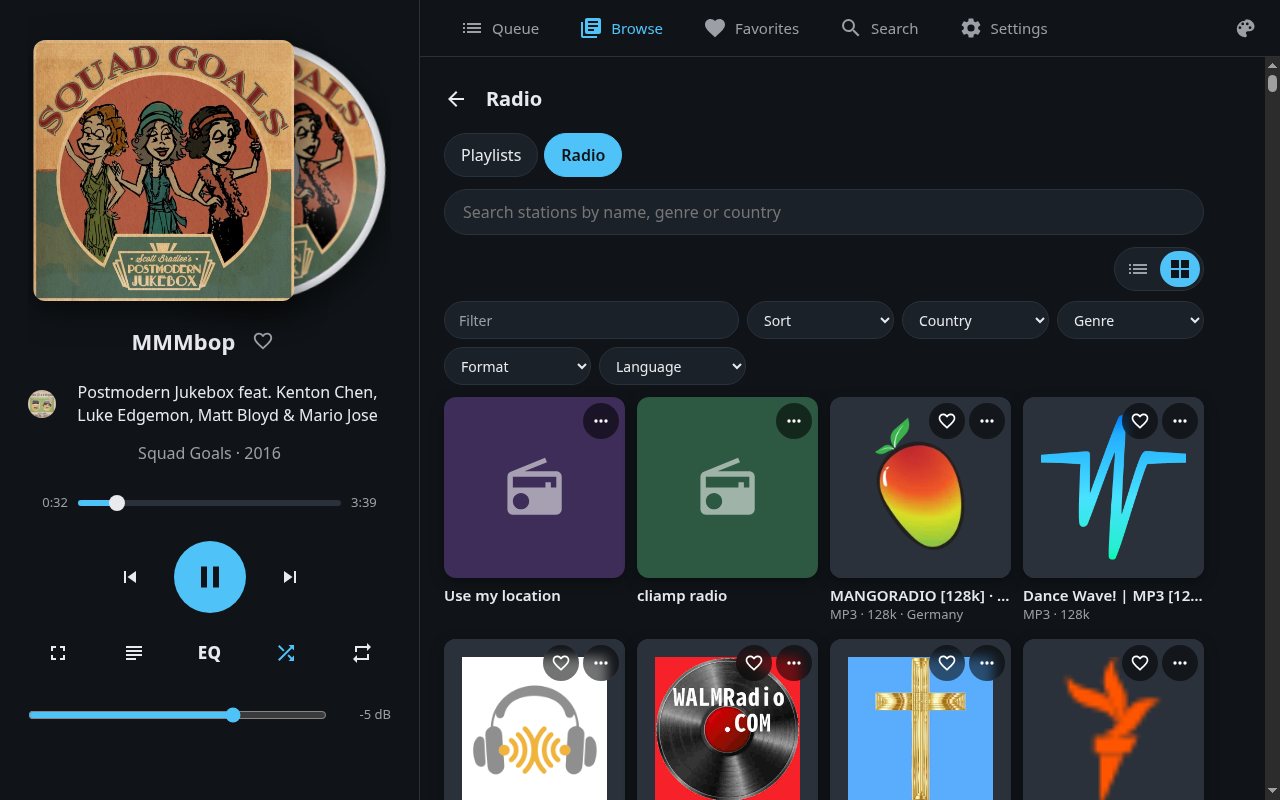 SQUAD GOALS
Scott Bradlee's
POSTMODERN
JUKEBOX
MMMbop
Postmodern Jukebox feat. Kenton Chen,
Luke Edgemon, Matt Bloyd & Mario Jose
Squad Goals · 2016
0:32
3:39
EQ
-5 dB
Queue
Browse
Favorites
Search
Settings
Radio
Playlists
Radio
Search stations by name, genre or country
Filter
Sort
Country
Genre
Format
Language
Use my location
cliamp radio
MANGORADIO [128k] · ...
MP3 · 128k · Germany
Dance Wave! | MP3 [12...
MP3 · 128k
WALMRadio
.COM